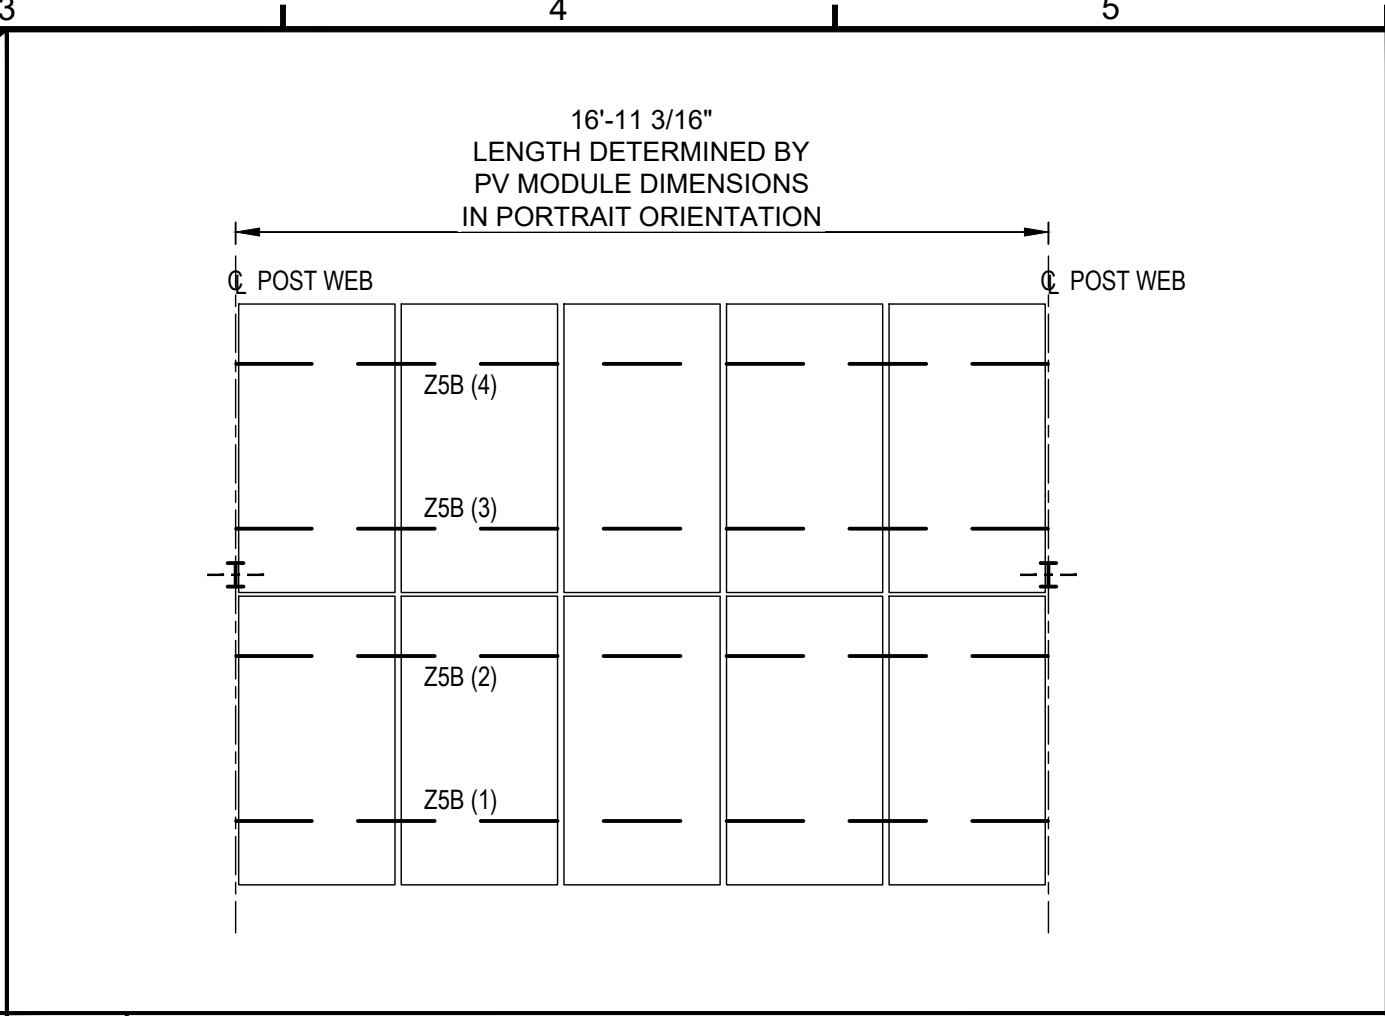 3 4 5
16'-11 3/16"
LENGTH DETERMINED BY
PV MODULE DIMENSIONS
IN PORTRAIT ORIENTATION
℄ POST WEB ℄ POST WEB
Z5B (4)
Z5B (3)
Z5B (2)
Z5B (1)